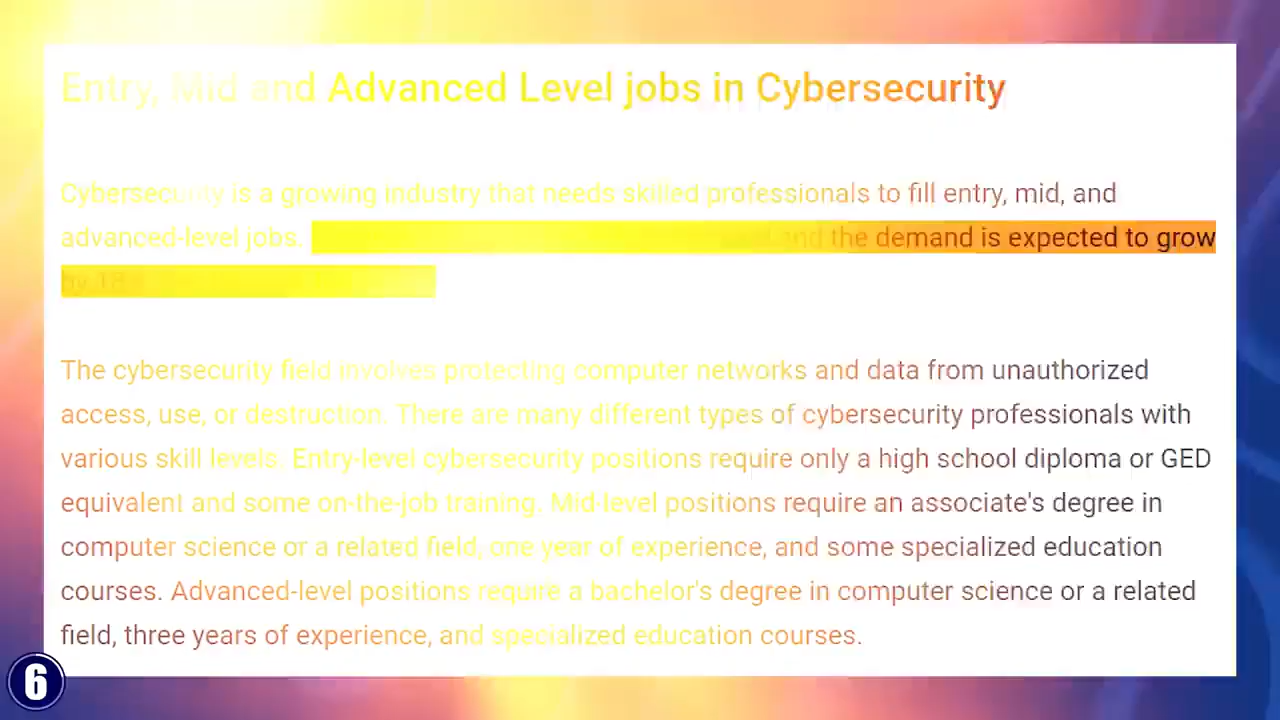 Entry, Mid and Advanced Level jobs in Cybersecurity
Cybersecurity is a growing industry that needs skilled professionals to fill entry, mid, and
advanced-level jobs. and the demand is expected to grow
by 18%
The cybersecurity field involves protecting computer networks and data from unauthorized
access, use, or destruction. There are many different types of cybersecurity professionals with
various skill levels. Entry-level cybersecurity positions require only a high school diploma or GED
equivalent and some on-the-job training. Mid-level positions require an associate's degree in
computer science or a related field, one year of experience, and some specialized education
courses. Advanced-level positions require a bachelor's degree in computer science or a related
field, three years of experience, and specialized education courses.
6